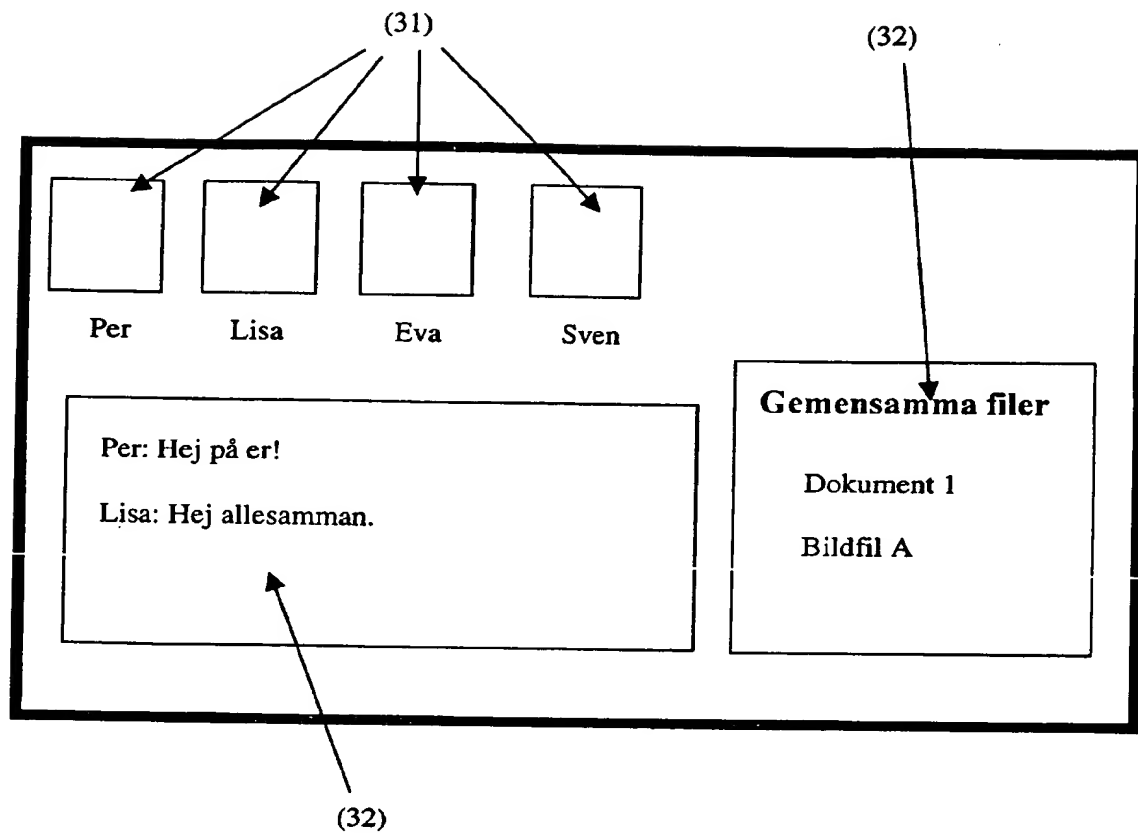 (31)
(32)
Per
Lisa
Eva
Sven
Per: Hej på er!
Lisa: Hej allesamman.
Gemensamma filer
Dokument 1
Bildfil A
(32)